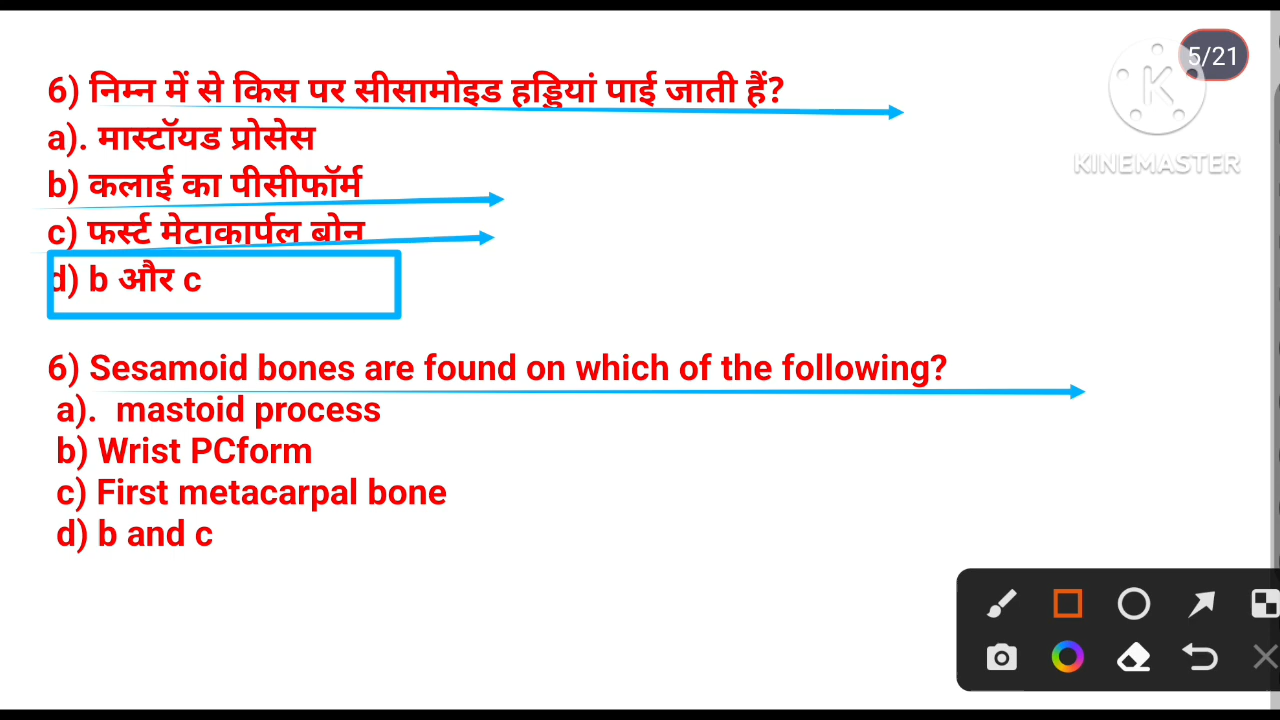 5/21
KINEMASTER
6) निम्न में से किस पर सीसामोइड हड्डियां पाई जाती हैं?
a). मास्टॉयड प्रोसेस
b) कलाई का पीसीफॉर्म
c) फर्स्ट मेटाकार्पल बोन
d) b और c
6) Sesamoid bones are found on which of the following?
a). mastoid process
b) Wrist PCform
c) First metacarpal bone
d) b and c